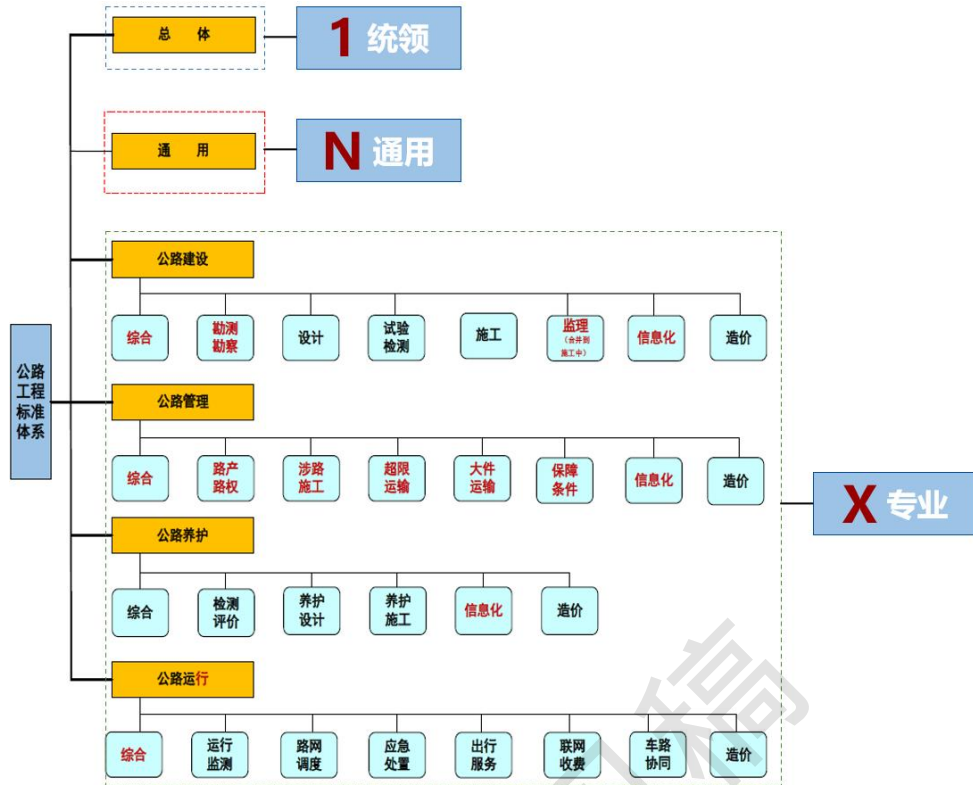 总 体
1 统领
通 用
N 通用
公路建设
综合
勘测
勘察
设计
试验
检测
施工
监理
(合并到
施工中)
信息化
造价
公路
工程
标准
体系
公路管理
综合
路产
路权
涉路
施工
超限
运输
大件
运输
保障
条件
信息化
造价
X 专业
公路养护
综合
检测
评价
养护
设计
养护
施工
信息化
造价
公路运行
综合
运行
监测
路网
调度
应急
处置
出行
服务
联网
收费
车路
协同
造价
稿